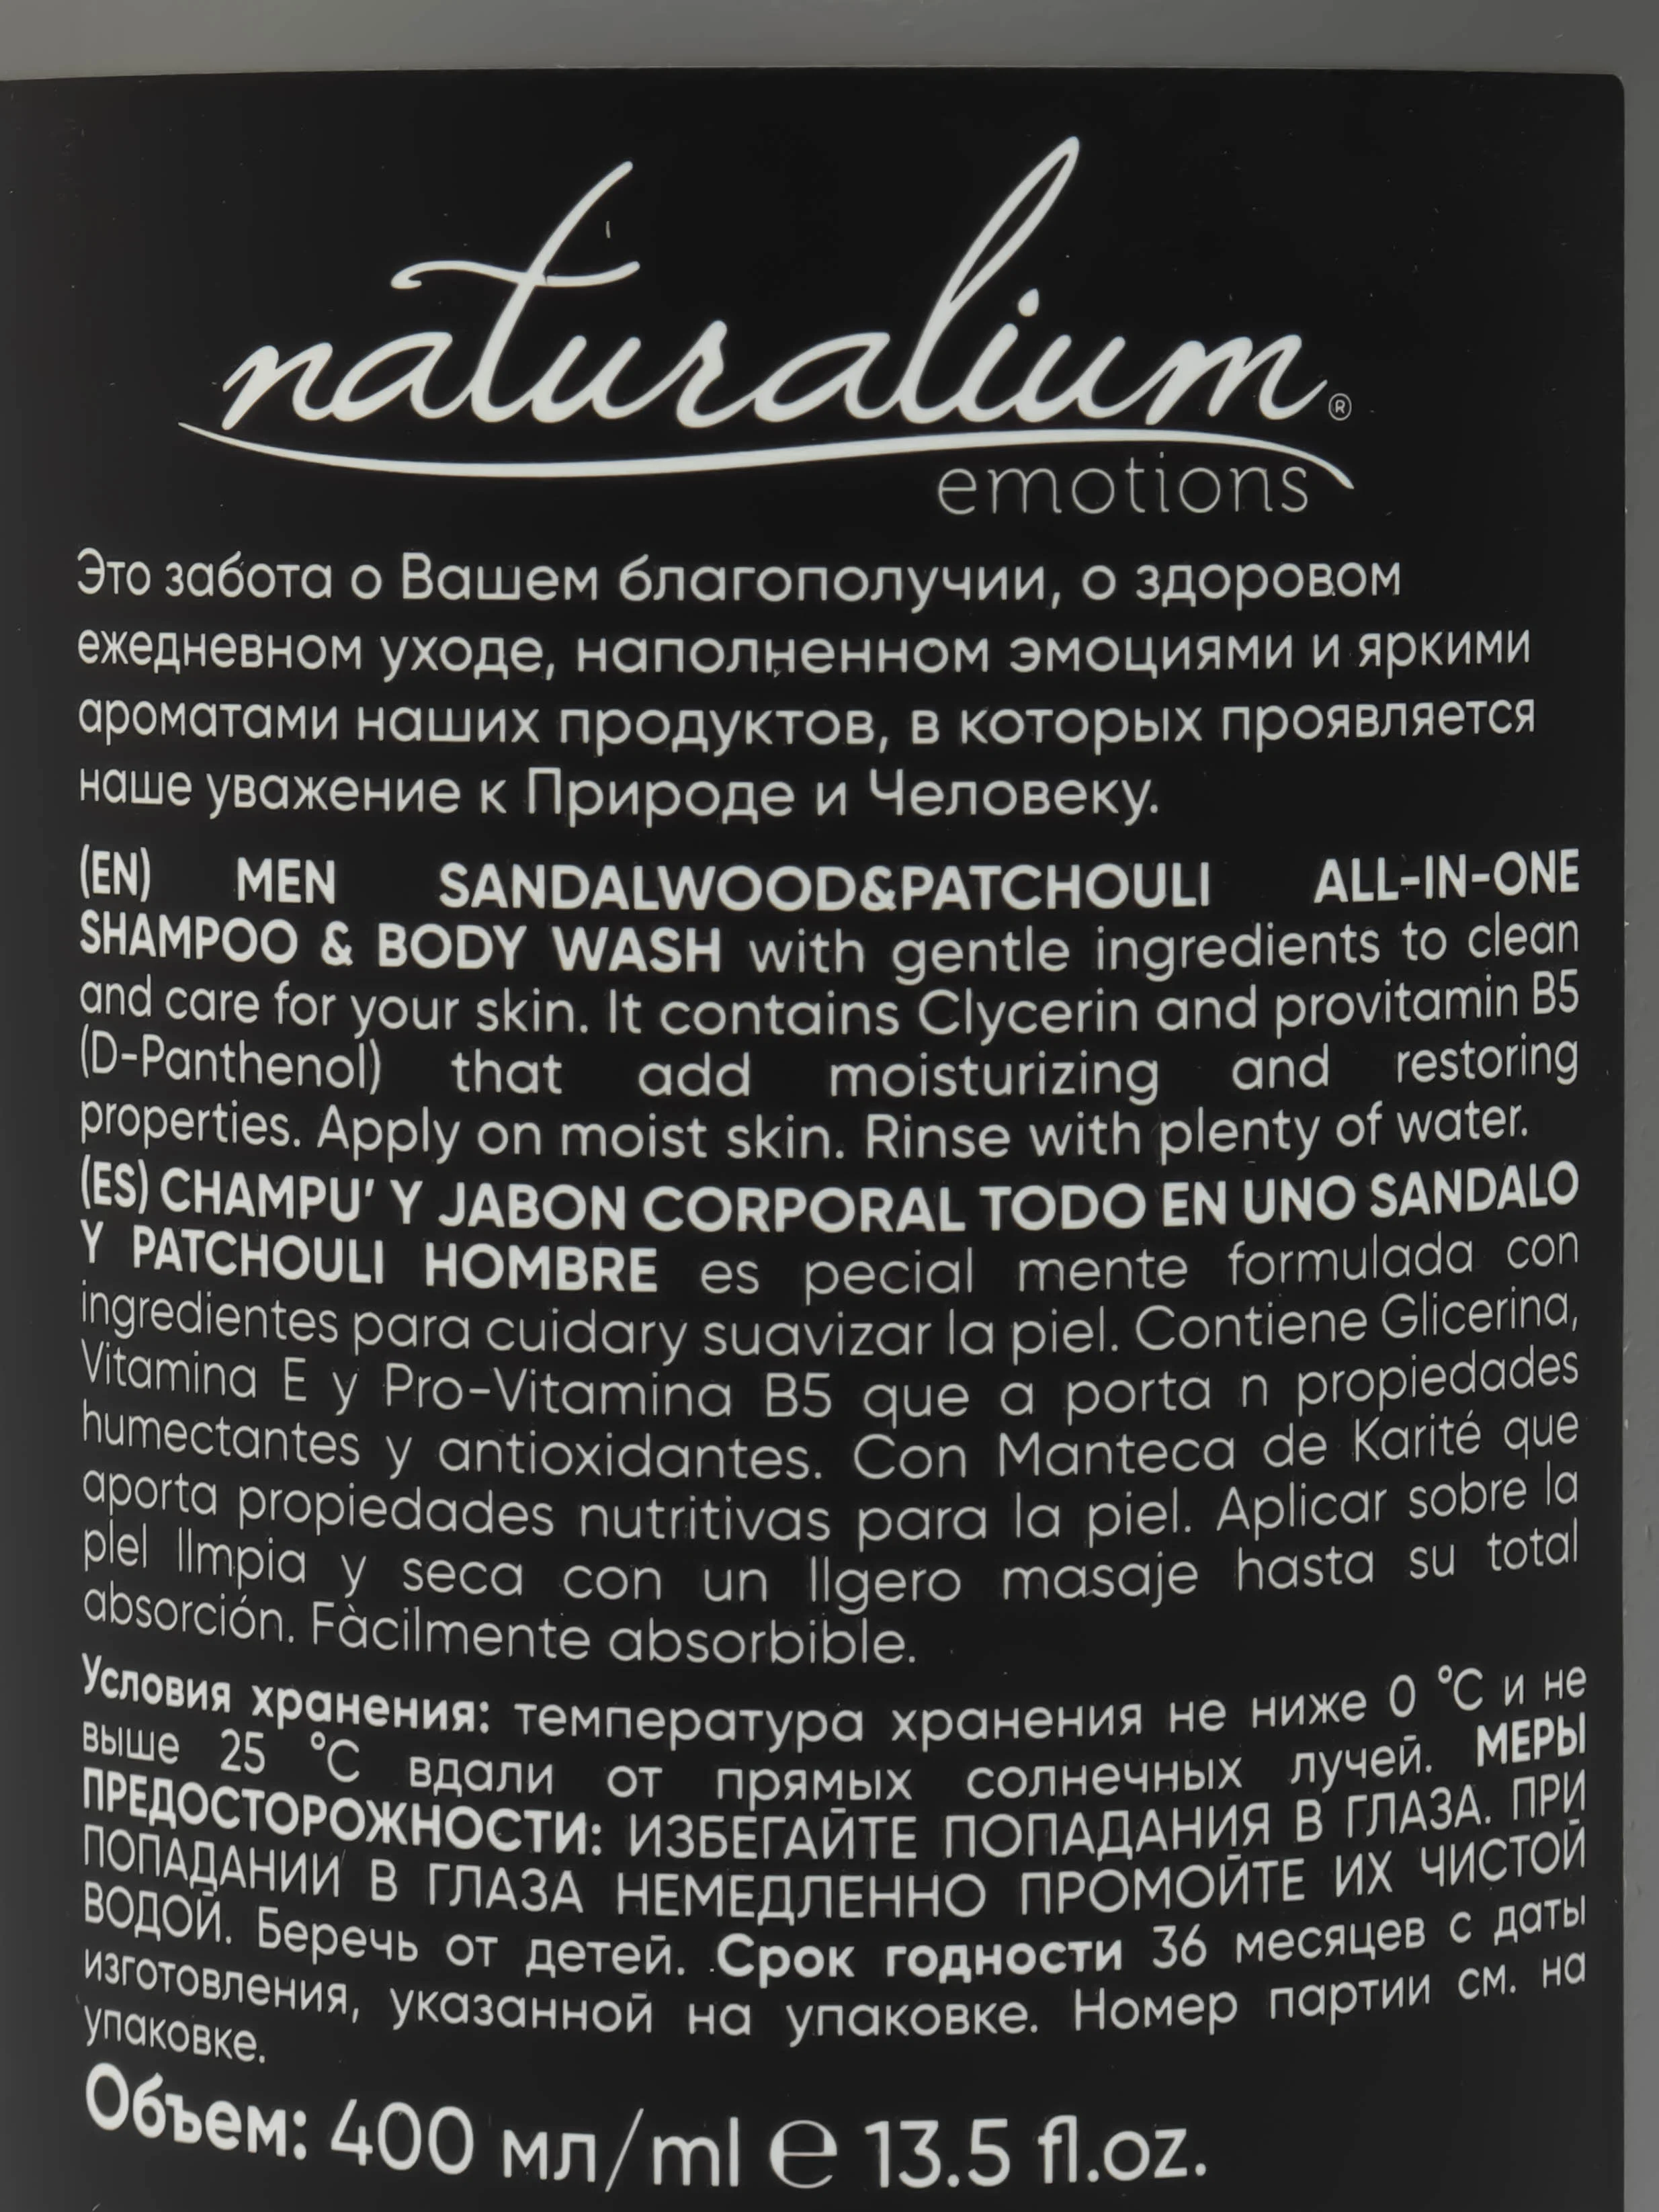 naturalium®
emotions
Это забота о Вашем благополучии, о здоровом
ежедневном уходе, наполненном эмоциями и яркими
ароматами наших продуктов, в которых проявляется
наше уважение к Природе и Человеку.
(EN) MEN SANDALWOOD&PATCHOULI ALL-IN-ONE
SHAMPOO & BODY WASH with gentle ingredients to clean
and care for your skin. It contains Clycerin and provitamin B5
(D-Panthenol) that add moisturizing and restoring
properties. Apply on moist skin. Rinse with plenty of water.
(ES) CHAMPU' Y JABON CORPORAL TODO EN UNO SANDALO
Y PATCHOULI HOMBRE es pecial mente formulada con
ingredientes para cuidary suavizar la piel. Contiene Glicerina,
Vitamina E y Pro-Vitamina B5 que a porta n propiedades
humectantes y antioxidantes. Con Manteca de Karité que
aporta propiedades nutritivas para la piel. Aplicar sobre la
plel llmpia y seca con un llgero masaje hasta su total
absorción. Fàcilmente absorbible.
Условия хранения: температура хранения не ниже 0 °C и не
выше 25 °C вдали от прямых солнечных лучей. МЕРЫ
ПРЕДОСТОРОЖНОСТИ: ИЗБЕГАЙТЕ ПОПАДАНИЯ В ГЛАЗА. ПРИ
ПОПАДАНИИ В ГЛАЗА НЕМЕДЛЕННО ПРОМОЙТЕ ИХ ЧИСТОЙ
ВОДОЙ. Беречь от детей. .Срок годности 36 месяцев с даты
изготовления, указанной на упаковке. Номер партии см. на
упаковке.
Объем: 400 мл/ml ℮ 13.5 fl.oz.